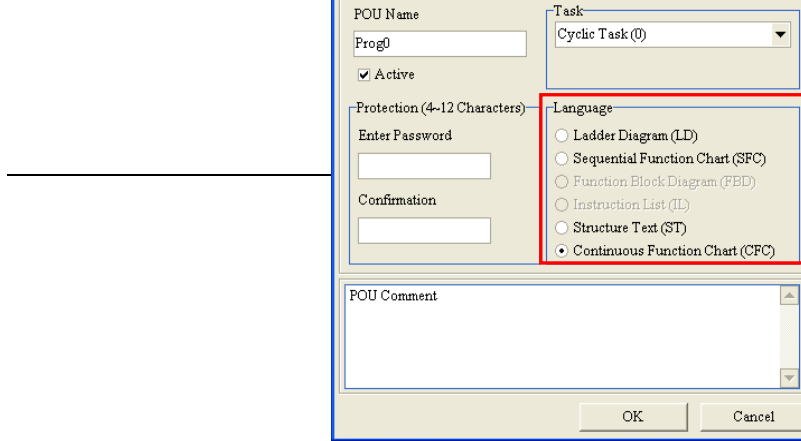 POU Name
Task
Prog0
Cyclic Task (0)
Active
Protection (4~12 Characters)
Language
Enter Password
Ladder Diagram (LD)
Sequential Function Chart (SFC)
Function Block Diagram (FBD)
Confirmation
Instruction List (IL)
Structure Text (ST)
Continuous Function Chart (CFC)
POU Comment
OK
Cancel